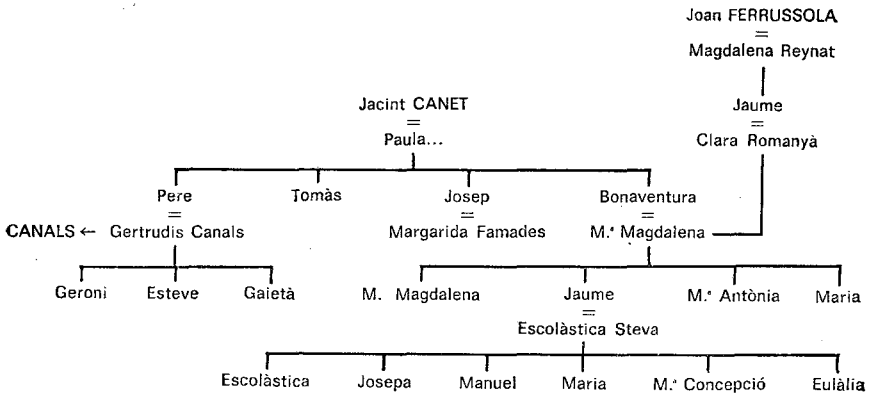 Joan FERRUSSOLA
=
Magdalena Reynat
Jacint CANET Jaume
= =
Paula... Clara Romanyà
Pere Tomàs Josep Bonaventura
= = =
CANALS ← Gertrudis Canals Margarida Famades M.ª Magdalena
Geroni Esteve Gaietà M. Magdalena Jaume M.ª Antònia Maria
=
Escolàstica Steva
Escolàstica Josepa Manuel Maria M.ª Concepció Eulàlia